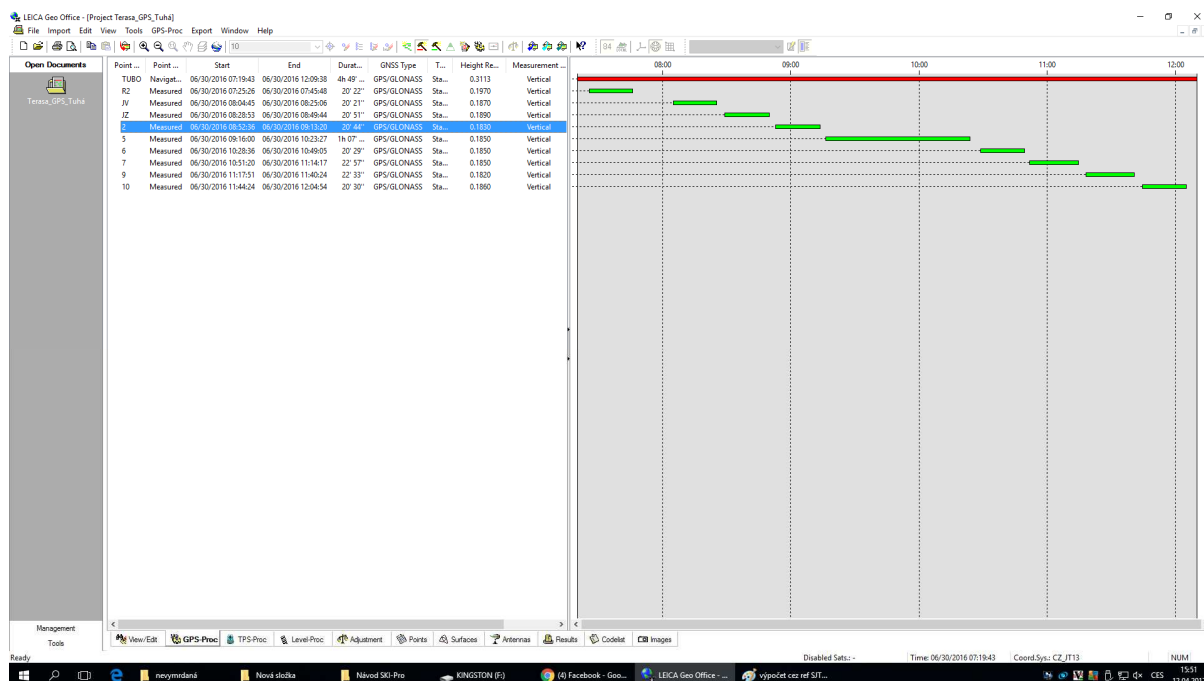 LEICA Geo Office - [Project Terasa_GPS_Tuhá]
File Import Edit View Tools GPS-Proc Export Window Help
10 84
Open Documents
Terasa_GPS_Tuhá
Point ... Point ... Start End Durat... GNSS Type T... Height Re... Measurement ...
TUBO Navigat... 06/30/2016 07:19:43 06/30/2016 12:09:38 4h 49' ... GPS/GLONASS Sta... 0.3113 Vertical
R2 Measured 06/30/2016 07:25:26 06/30/2016 07:45:48 20' 22" GPS/GLONASS Sta... 0.1970 Vertical
JV Measured 06/30/2016 08:04:45 06/30/2016 08:25:06 20' 21" GPS/GLONASS Sta... 0.1870 Vertical
JZ Measured 06/30/2016 08:28:53 06/30/2016 08:49:44 20' 51" GPS/GLONASS Sta... 0.1890 Vertical
2 Measured 06/30/2016 08:52:36 06/30/2016 09:13:20 20' 44" GPS/GLONASS Sta... 0.1830 Vertical
5 Measured 06/30/2016 09:16:00 06/30/2016 10:23:27 1h 07' ... GPS/GLONASS Sta... 0.1850 Vertical
6 Measured 06/30/2016 10:28:36 06/30/2016 10:49:05 20' 29" GPS/GLONASS Sta... 0.1850 Vertical
7 Measured 06/30/2016 10:51:20 06/30/2016 11:14:17 22' 57" GPS/GLONASS Sta... 0.1850 Vertical
9 Measured 06/30/2016 11:17:51 06/30/2016 11:40:24 22' 33" GPS/GLONASS Sta... 0.1820 Vertical
10 Measured 06/30/2016 11:44:24 06/30/2016 12:04:54 20' 30" GPS/GLONASS Sta... 0.1860 Vertical
08:00 09:00 10:00 11:00 12:00
Management
Tools
View/Edit GPS-Proc TPS-Proc Level-Proc Adjustment Points Surfaces Antennas Results Codelist Images
Ready Disabled Sats.: - Time: 06/30/2016 07:19:43 Coord.Sys.: CZ_JT13 NUM
nevymrdaná Nová složka Návod SKI-Pro KINGSTON (F:) (4) Facebook - Goo... LEICA Geo Office - ... výpočet cez ref SJT... CES 15:51